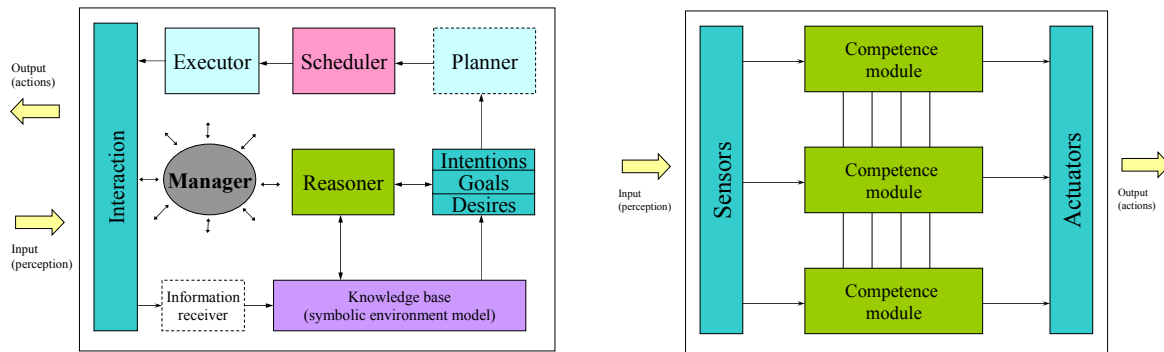 Output
(actions)
Input
(perception)
Interaction
Executor
Scheduler
Planner
Manager
Reasoner
Intentions
Goals
Desires
Information
receiver
Knowledge base
(symbolic environment model)
Input
(perception)
Sensors
Competence
module
Competence
module
Competence
module
Actuators
Output
(actions)